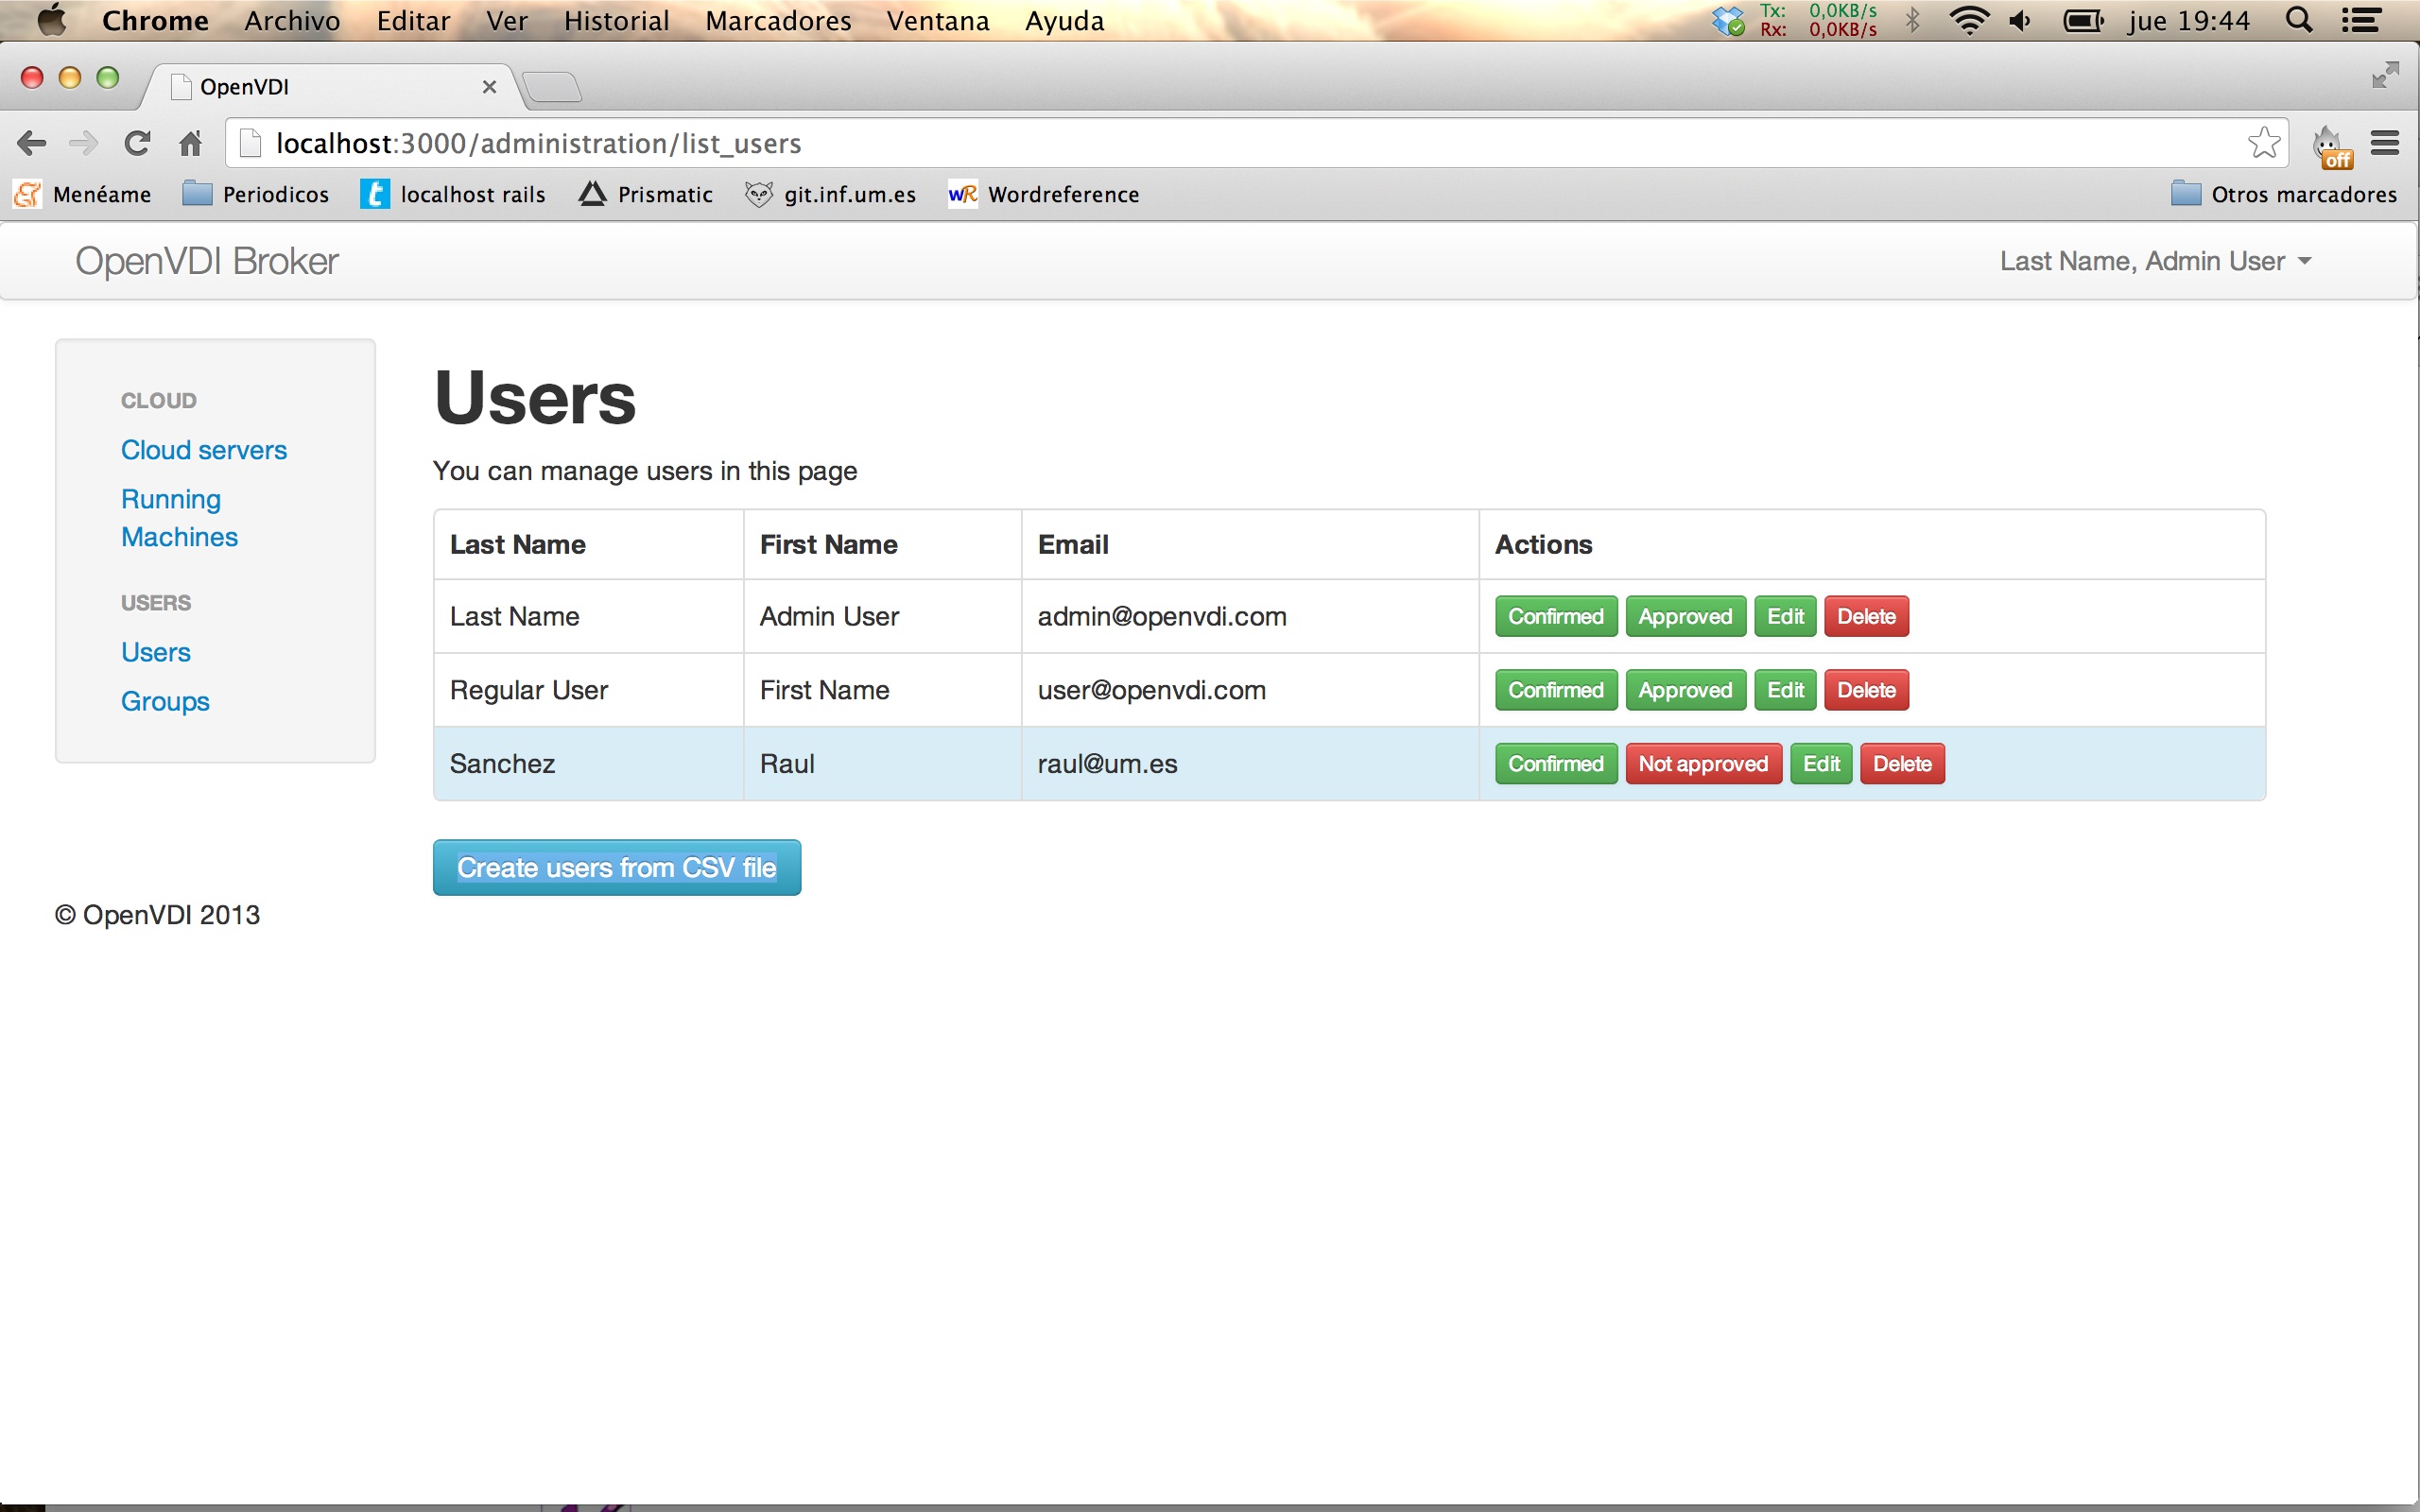 Chrome Archivo Editar Ver Historial Marcadores Ventana Ayuda Tx: 0,0KB/s Rx: 0,0KB/s jue 19:44
OpenVDI
localhost:3000/administration/list_users
off
Menéame Periodicos localhost rails Prismatic git.inf.um.es Wordreference Otros marcadores
OpenVDI Broker Last Name, Admin User
CLOUD
Cloud servers
Running
Machines
USERS
Users
Groups
Users
You can manage users in this page
Last Name First Name Email Actions
Last Name Admin User admin@openvdi.com Confirmed Approved Edit Delete
Regular User First Name user@openvdi.com Confirmed Approved Edit Delete
Sanchez Raul raul@um.es Confirmed Not approved Edit Delete
Create users from CSV file
© OpenVDI 2013